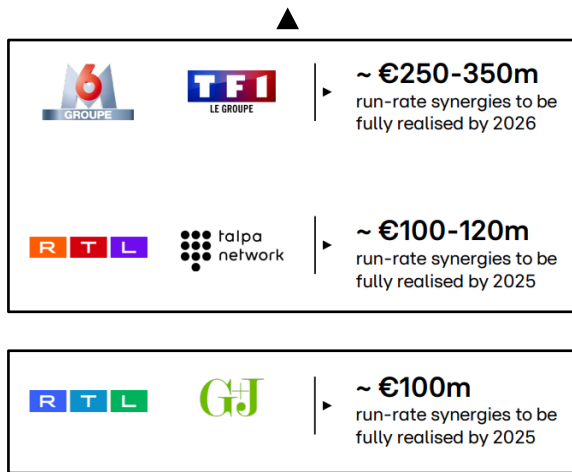 6
GROUPE
TF1
LE GROUPE
~ €250-350m
run-rate synergies to be
fully realised by 2026
RTL
talpa
network
~ €100-120m
run-rate synergies to be
fully realised by 2025
RTL
G+J
~ €100m
run-rate synergies to be
fully realised by 2025